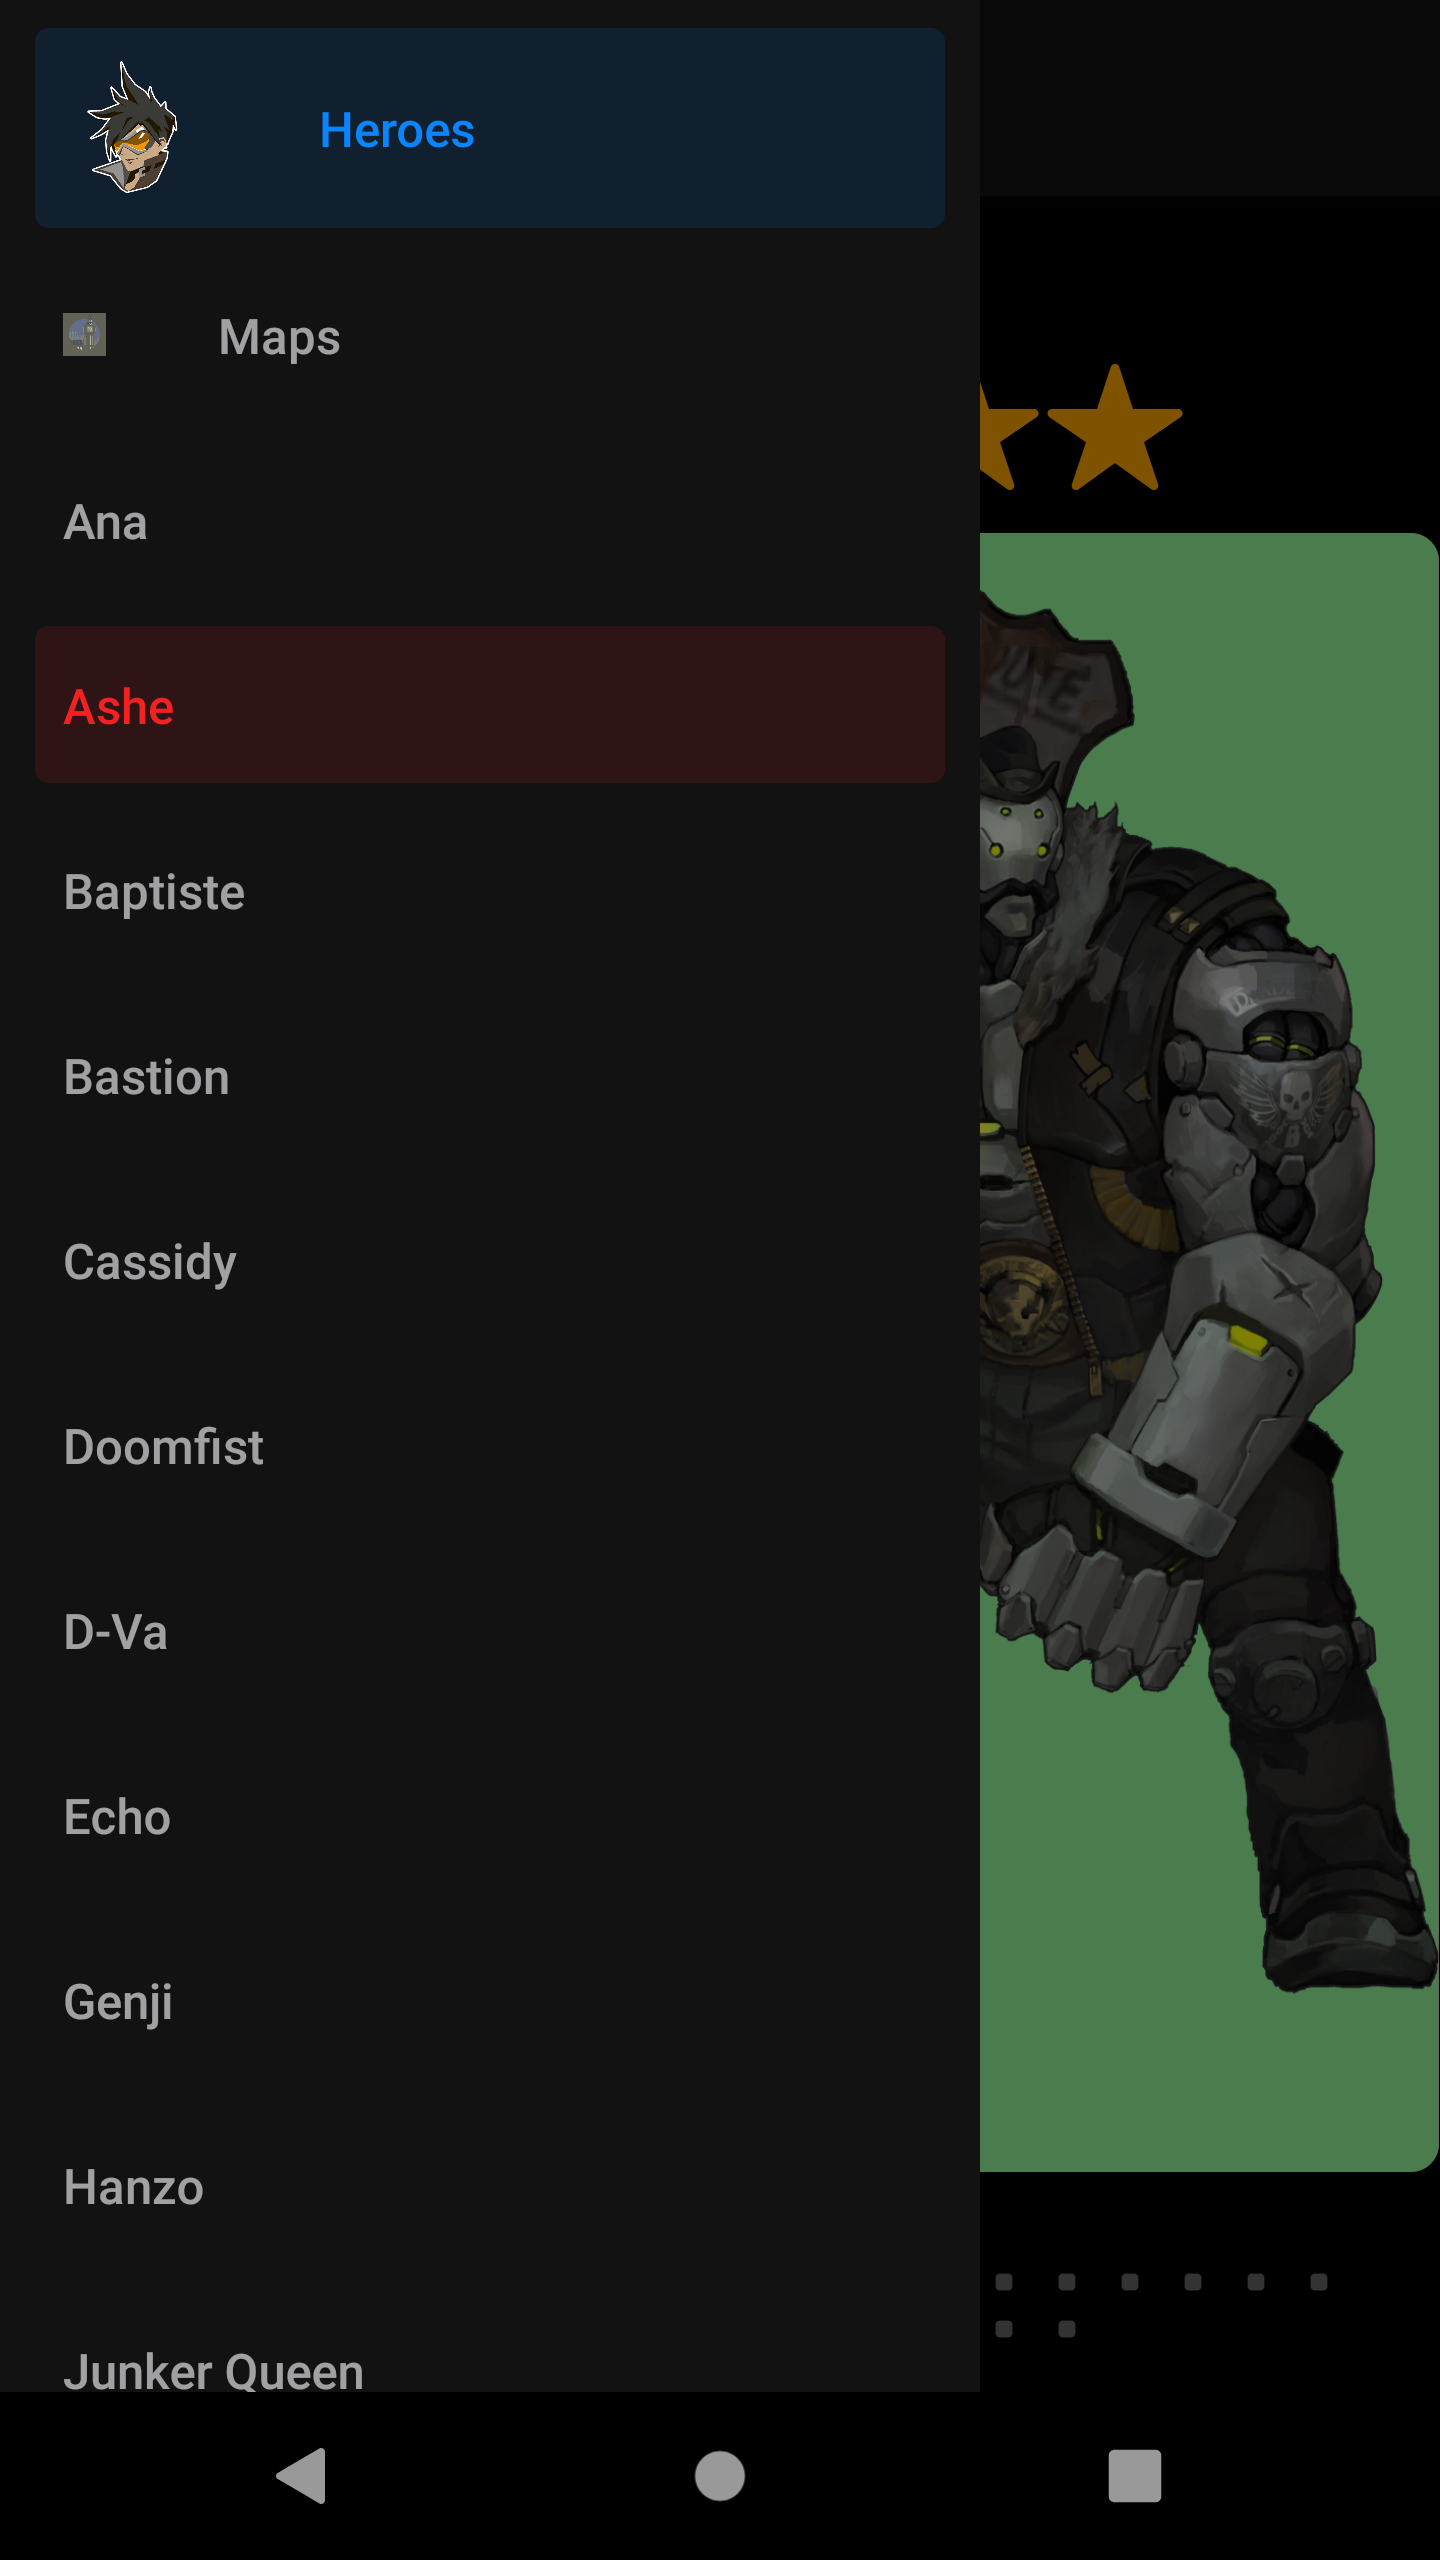 Heroes
Maps
Ana
Ashe
Baptiste
Bastion
Cassidy
Doomfist
D-Va
Echo
Genji
Hanzo
Junker Queen